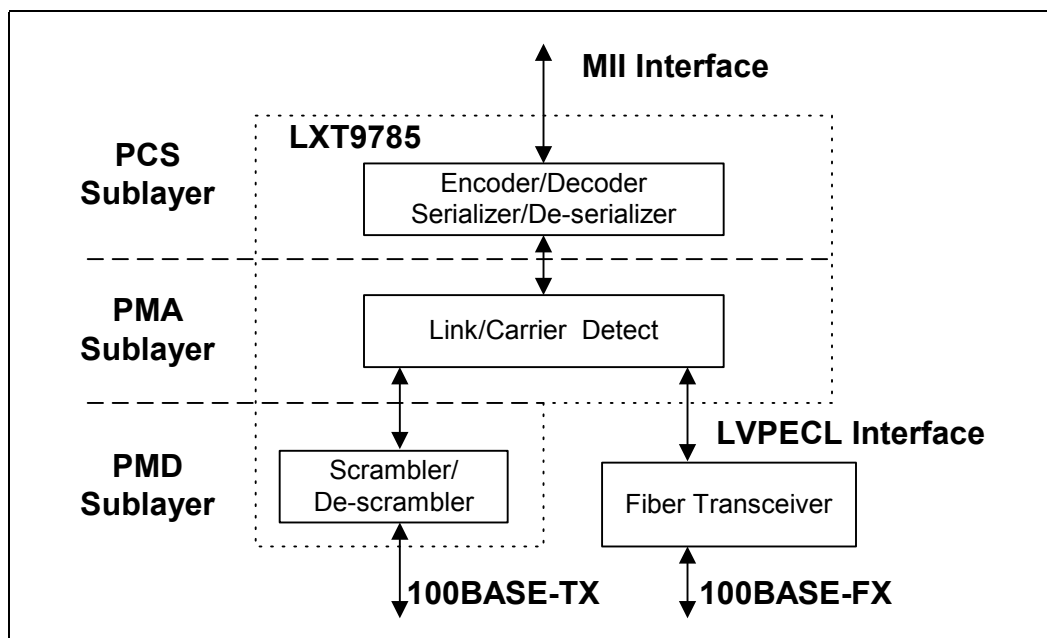 MII Interface
LXT9785
PCS
Sublayer
Encoder/Decoder
Serializer/De-serializer
PMA
Sublayer
Link/Carrier Detect
LVPECL Interface
PMD
Sublayer
Scrambler/
De-scrambler
Fiber Transceiver
100BASE-TX
100BASE-FX